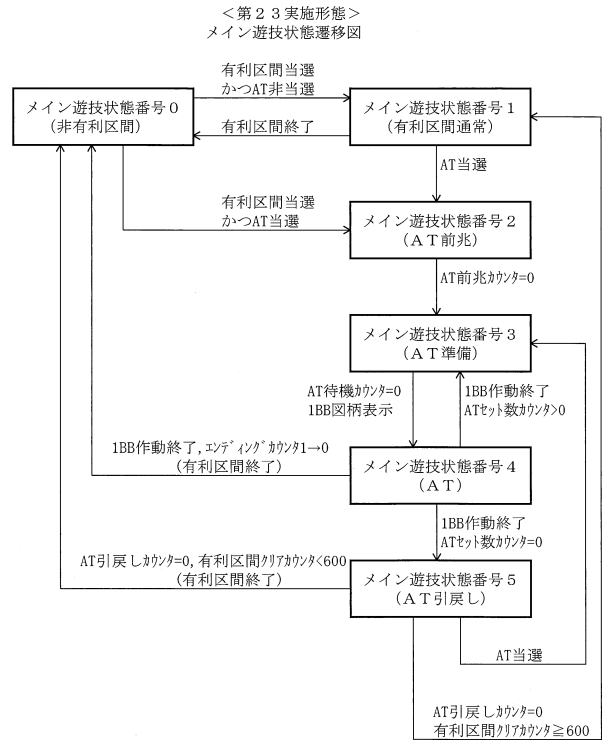 ＜第２３実施形態＞
メイン遊技状態遷移図
有利区間当選
かつAT非当選
メイン遊技状態番号０
(非有利区間)
メイン遊技状態番号１
(有利区間通常)
有利区間終了
AT当選
有利区間当選
かつAT当選
メイン遊技状態番号２
(ＡＴ前兆)
AT前兆ｶｳﾝﾀ=0
メイン遊技状態番号３
(ＡＴ準備)
AT待機ｶｳﾝﾀ=0
1BB図柄表示
1BB作動終了
ATｾｯﾄ数ｶｳﾝﾀ>0
1BB作動終了,ｴﾝﾃﾞｨﾝｸﾞｶｳﾝﾀ1→0
(有利区間終了)
メイン遊技状態番号４
(ＡＴ)
1BB作動終了
ATｾｯﾄ数ｶｳﾝﾀ=0
AT引戻しｶｳﾝﾀ=0,有利区間ｸﾘｱｶｳﾝﾀ<600
(有利区間終了)
メイン遊技状態番号５
(ＡＴ引戻し)
AT当選
AT引戻しｶｳﾝﾀ=0
有利区間ｸﾘｱｶｳﾝﾀ≧600